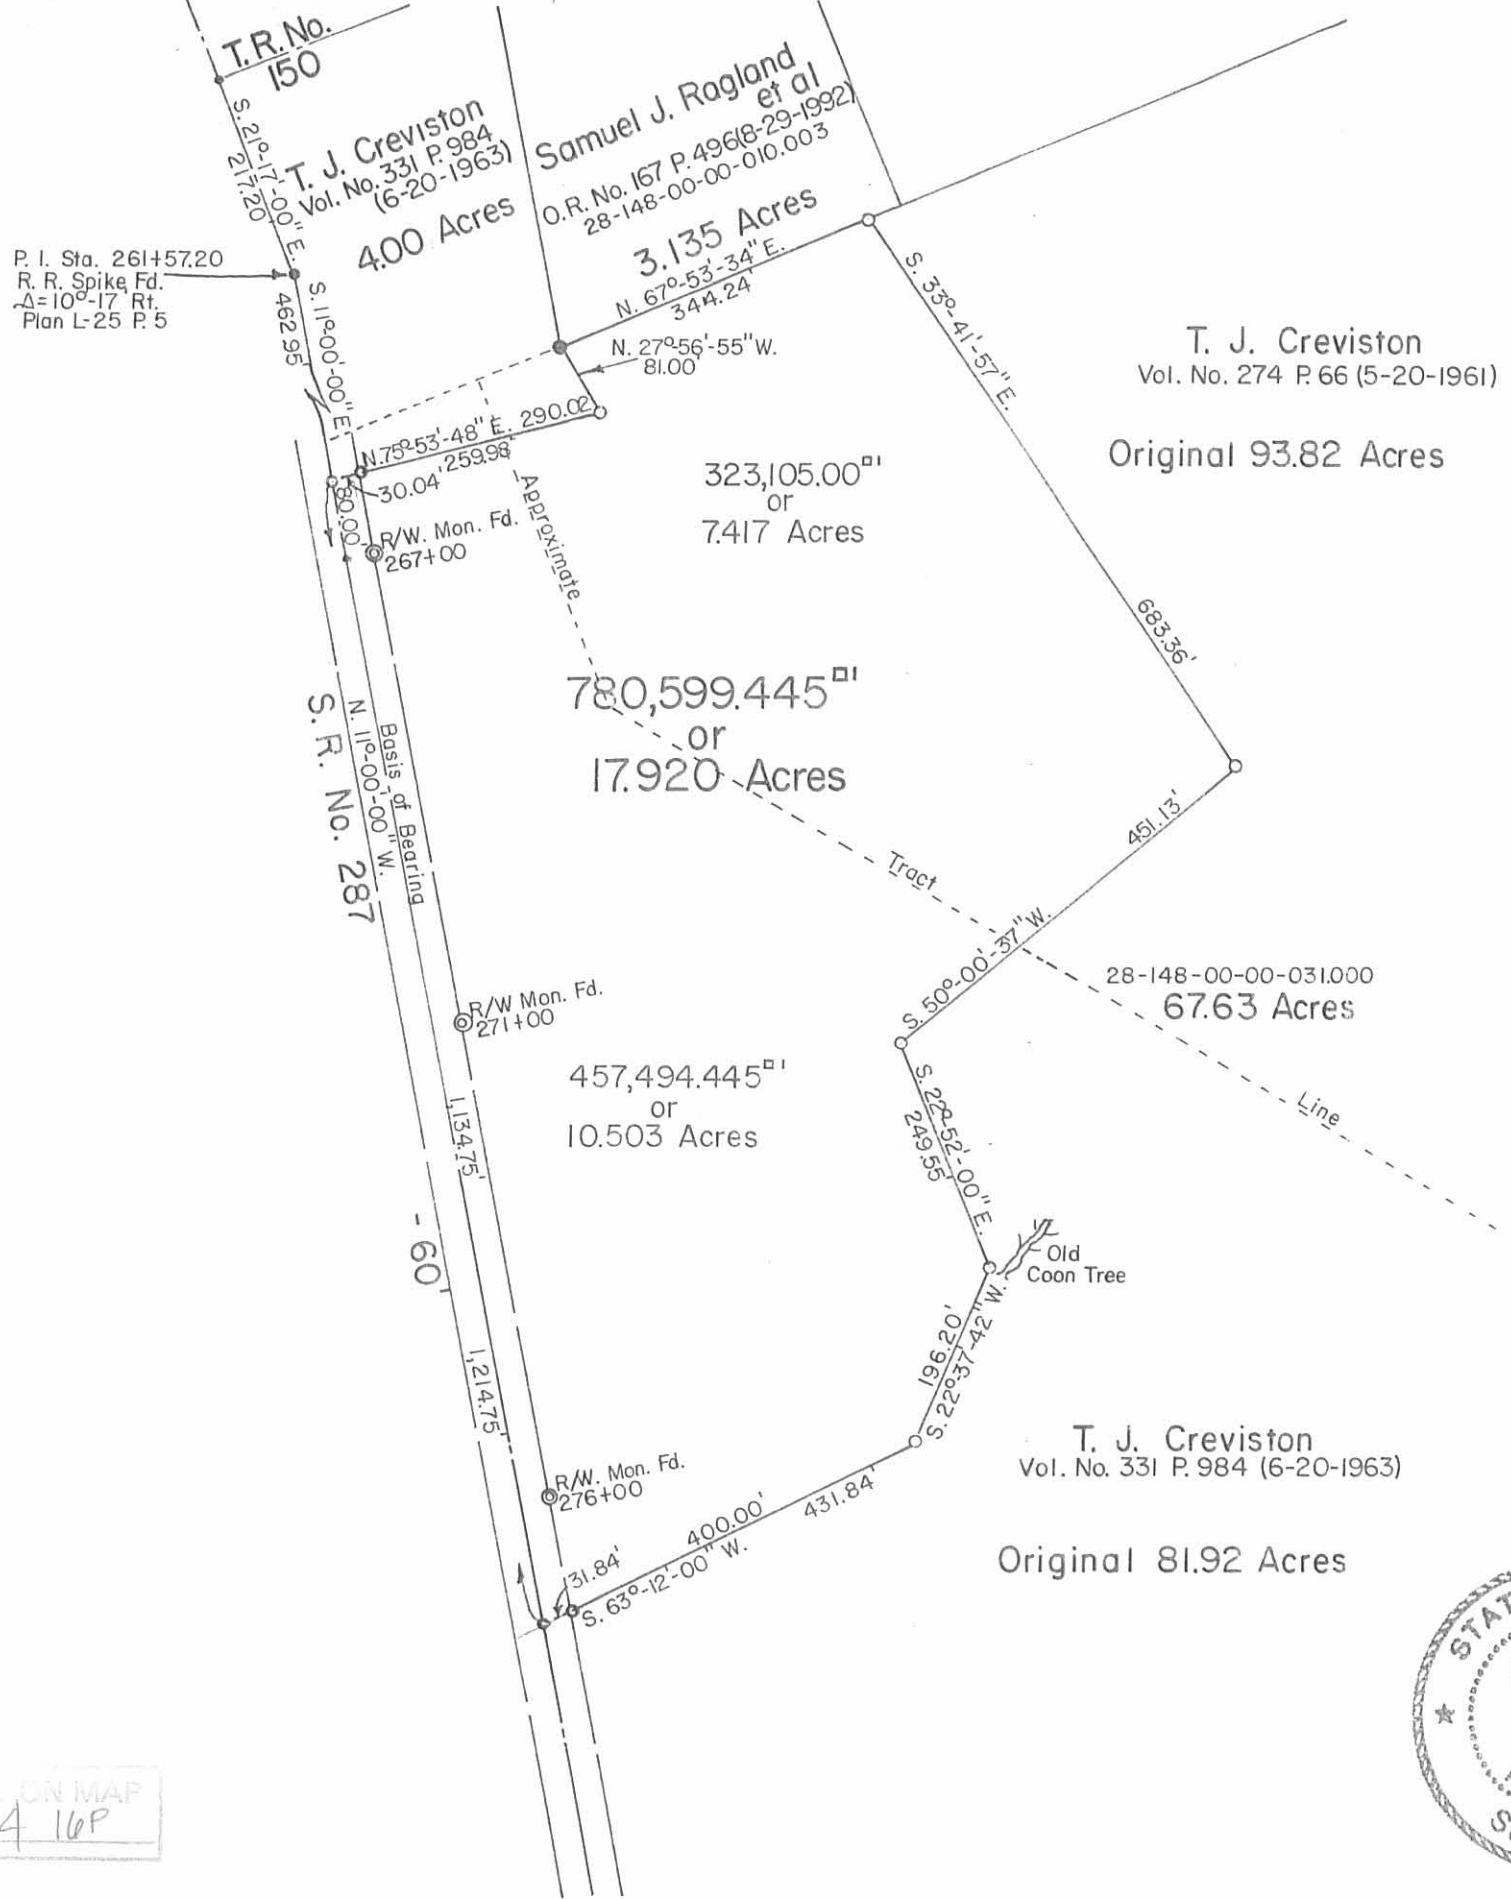 T.R. No.
150
S. 21°-17'-00" E.
217.20'
T. J. Creviston
Vol. No. 331 P. 984
(6-20-1963)
4.00 Acres
Samuel J. Ragland
et al
O.R. No. 167 P. 496(8-29-1992)
28-148-00-00-010.003
3.135 Acres
N. 67°-53'-34" E.
344.24'
P. I. Sta. 261+57.20
R. R. Spike Fd.
Δ=10°-17' Rt.
Plan L-25 P. 5
S. 11°-00'-00" E.
462.95'
N. 27°-56'-55" W.
81.00'
S. 33°-41'-57" E.
683.36'
T. J. Creviston
Vol. No. 274 P. 66 (5-20-1961)
Original 93.82 Acres
N. 75°-53'-48" E. 290.02'
259.98'
30.04'
80.00'
R/W. Mon. Fd.
267+00
Approximate
323,105.00□'
or
7.417 Acres
780,599.445□'
or
17.920 Acres
S. R. No. 287
N. 11°-00'-00" W.
Basis of Bearing
451.13'
Tract
S. 50°-00'-37" W.
28-148-00-00-031.000
67.63 Acres
Line
R/W Mon. Fd.
271+00
457,494.445□'
or
10.503 Acres
1,134.75'
- 60'
S. 22°-52'-00" E.
249.55'
Old
Coon Tree
196.20'
S. 22°-37'-42" W.
1,214.75'
R/W. Mon. Fd.
276+00
400.00'
431.84'
31.84'
S. 63°-12'-00" W.
T. J. Creviston
Vol. No. 331 P. 984 (6-20-1963)
Original 81.92 Acres
STAT
S
ON MAP
4 16P